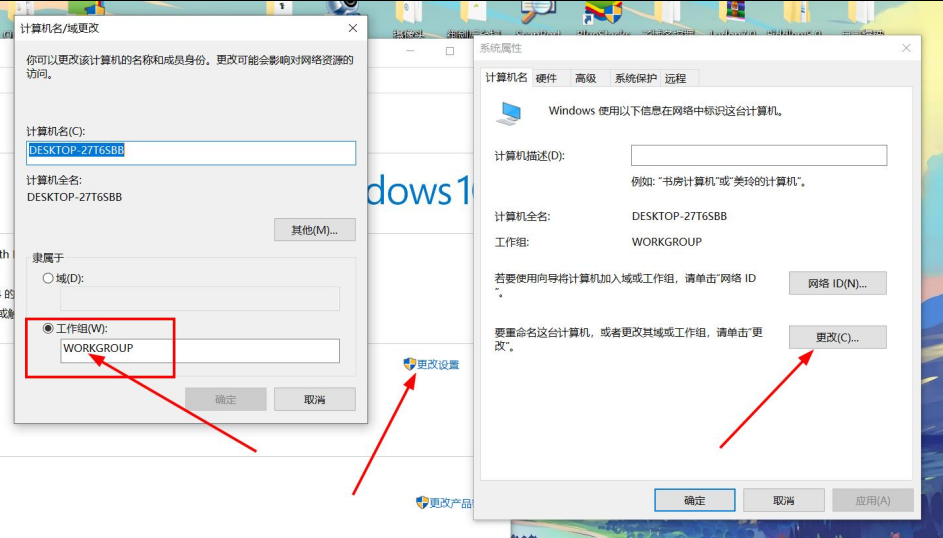 计算机名/域更改
你可以更改该计算机的名称和成员身份。更改可能会影响对网络资源的
访问。
计算机名(C):
DESKTOP-27T6SBB
计算机全名:
DESKTOP-27T6SBB
其他(M)...
隶属于
域(D):
工作组(W):
WORKGROUP
确定
取消
dows 1
th
的
更改设置
更改产品
系统属性
计算机名
硬件
高级
系统保护
远程
Windows 使用以下信息在网络中标识这台计算机。
计算机描述(D):
例如: "书房计算机"或"美玲的计算机"。
计算机全名:
DESKTOP-27T6SBB
工作组:
WORKGROUP
若要使用向导将计算机加入域或工作组，请单击"网络 ID
"。
网络 ID(N)...
要重命名这台计算机，或者更改其域或工作组，请单击"更
改"。
更改(C)...
确定
取消
应用(A)